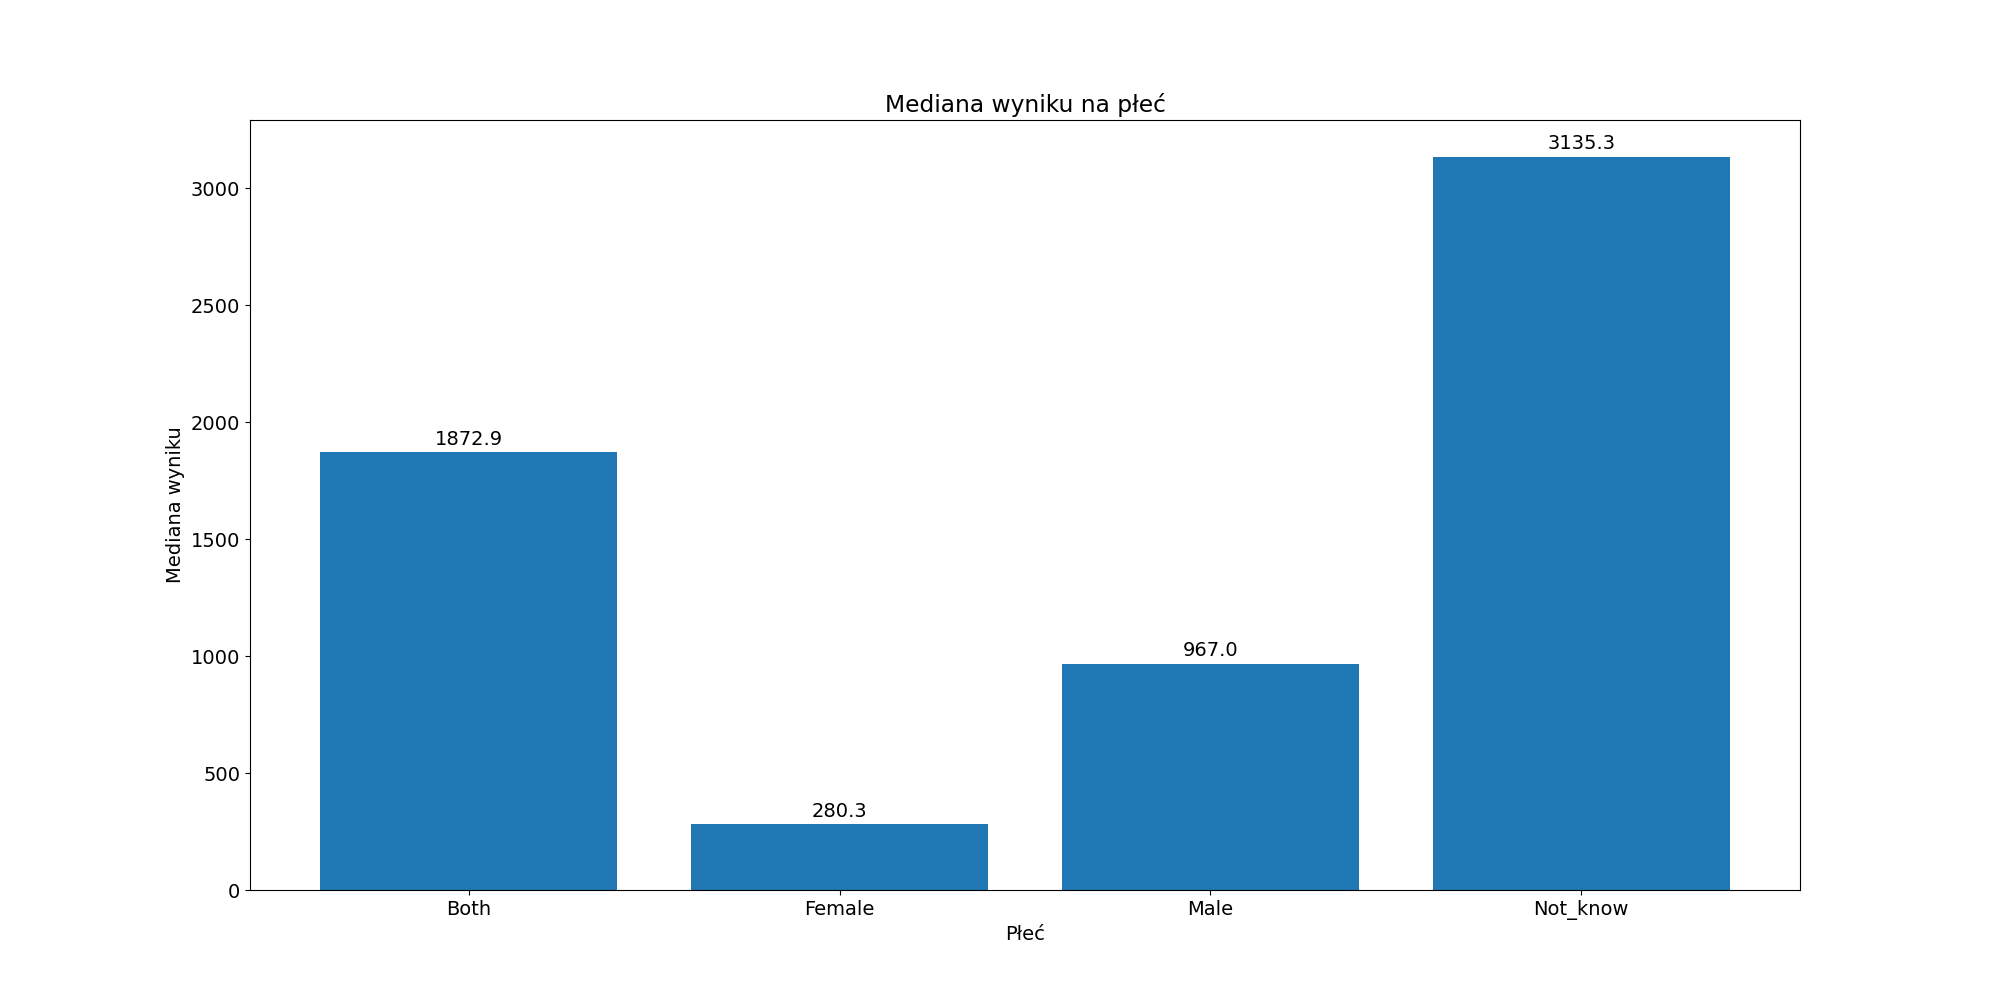 Mediana wyniku na płeć
Mediana wyniku
3000
2500
2000
1500
1000
500
0
1872.9
280.3
967.0
3135.3
Both
Female
Male
Not_know
Płeć